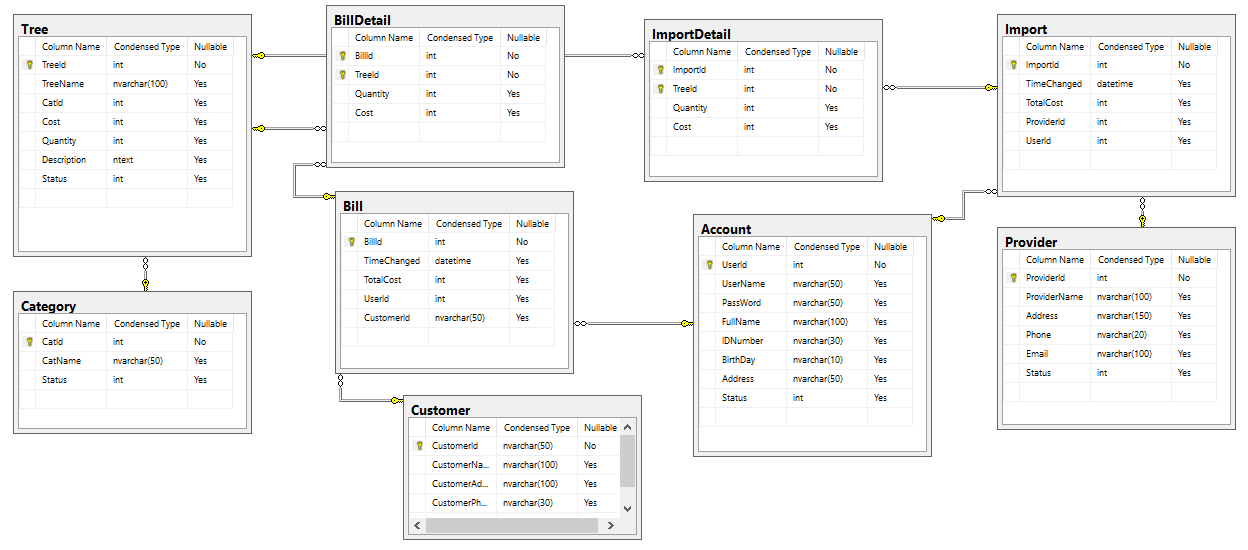 Tree
Column Name Condensed Type Nullable
TreeId int No
TreeName nvarchar(100) Yes
CatId int Yes
Cost int Yes
Quantity int Yes
Description ntext Yes
Status int Yes
BillDetail
Column Name Condensed Type Nullable
BillId int No
TreeId int No
Quantity int Yes
Cost int Yes
ImportDetail
Column Name Condensed Type Nullable
ImportId int No
TreeId int No
Quantity int Yes
Cost int Yes
Import
Column Name Condensed Type Nullable
ImportId int No
TimeChanged datetime Yes
TotalCost int Yes
ProviderId int Yes
UserId int Yes
Bill
Column Name Condensed Type Nullable
BillId int No
TimeChanged datetime Yes
TotalCost int Yes
UserId int Yes
CustomerId nvarchar(50) Yes
Account
Column Name Condensed Type Nullable
UserId int No
UserName nvarchar(50) Yes
PassWord nvarchar(50) Yes
FullName nvarchar(100) Yes
IDNumber nvarchar(30) Yes
BirthDay nvarchar(10) Yes
Address nvarchar(50) Yes
Status int Yes
Provider
Column Name Condensed Type Nullable
ProviderId int No
ProviderName nvarchar(100) Yes
Address nvarchar(150) Yes
Phone nvarchar(20) Yes
Email nvarchar(100) Yes
Status int Yes
Category
Column Name Condensed Type Nullable
CatId int No
CatName nvarchar(50) Yes
Status int Yes
Customer
Column Name Condensed Type Nullable
CustomerId nvarchar(50) No
CustomerNa... nvarchar(100) Yes
CustomerAd... nvarchar(100) Yes
CustomerPh... nvarchar(30) Yes